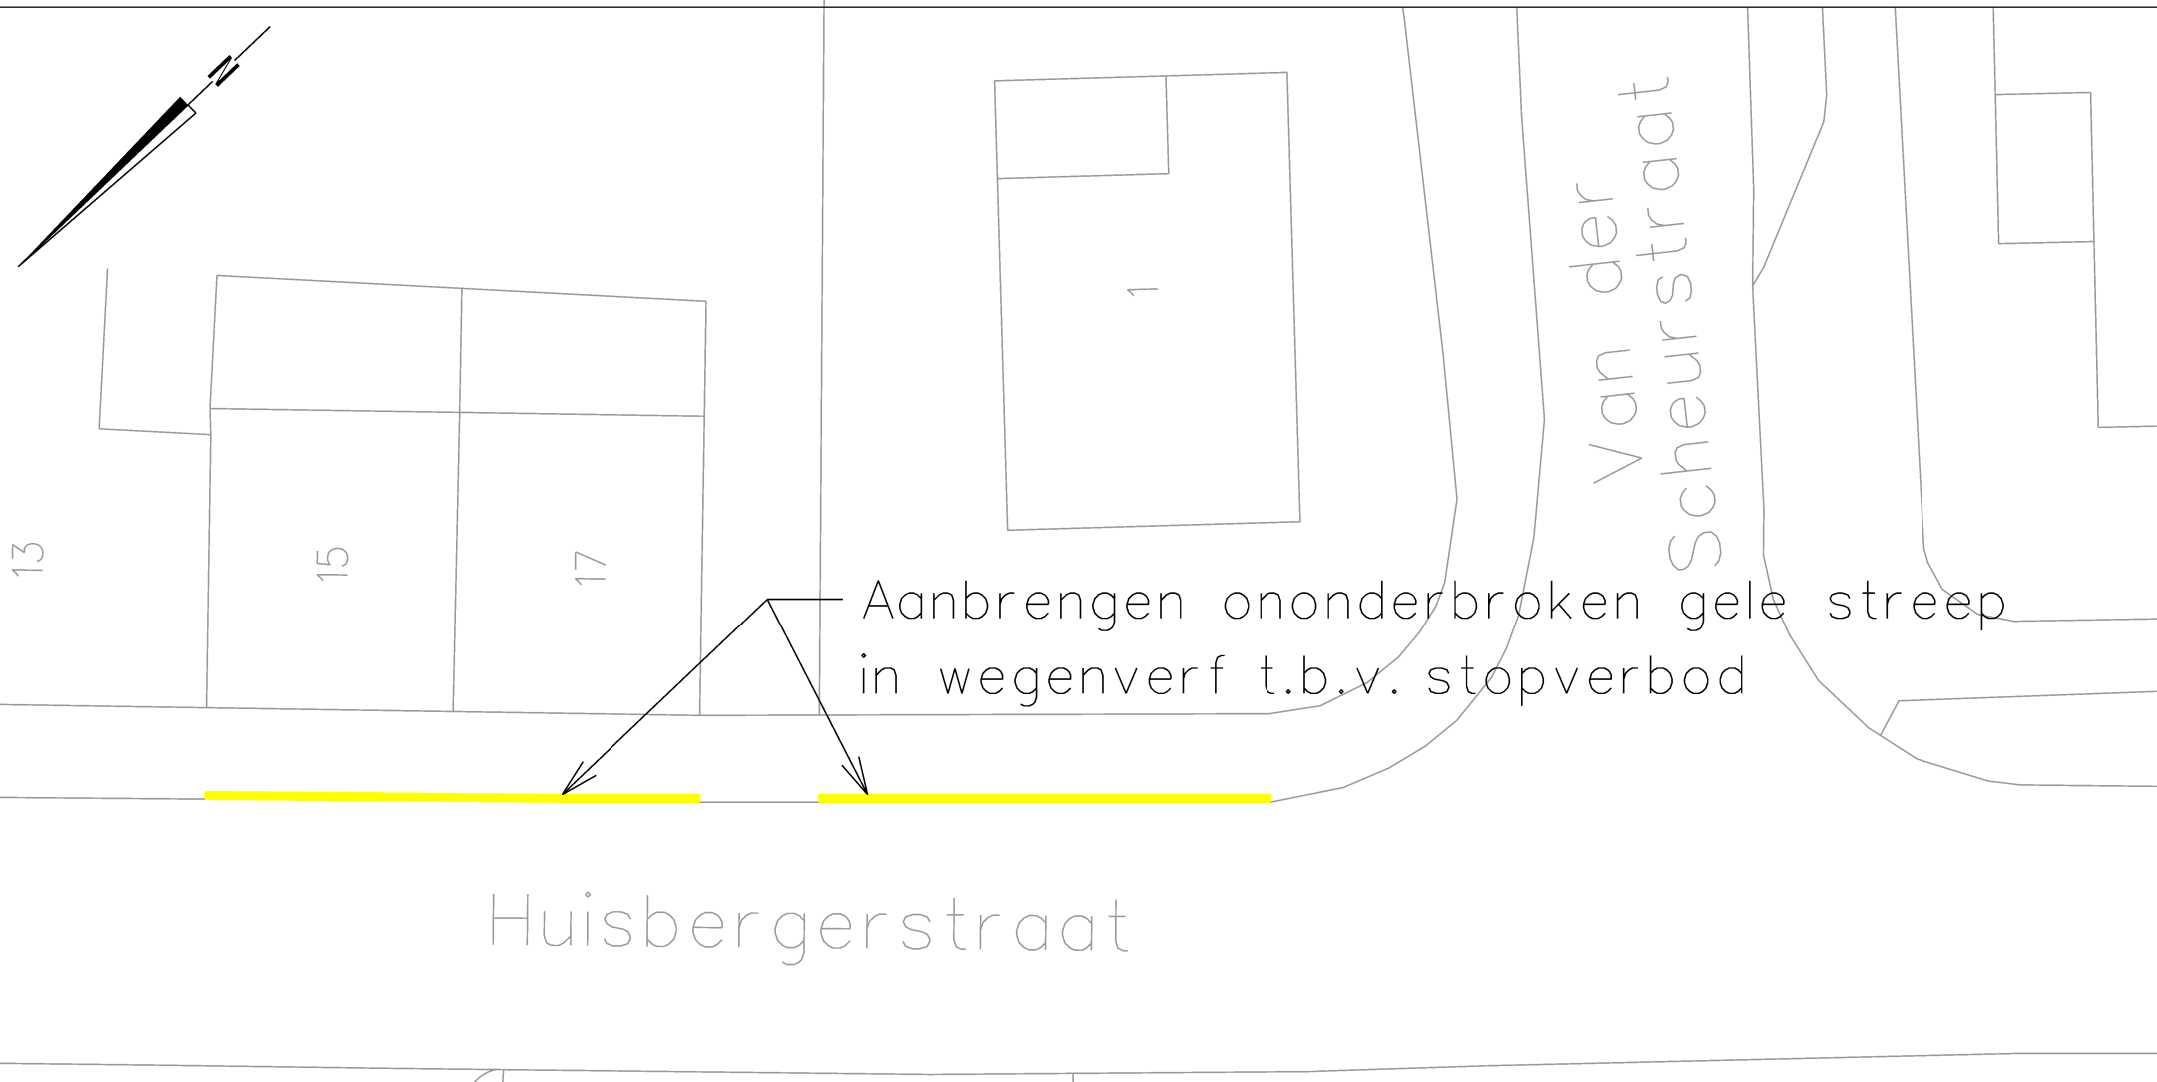 N
1
Van der
Scheurstraat
13
15
17
Aanbrengen ononderbroken gele streep
in wegenverf t.b.v. stopverbod
Huisbergerstraat